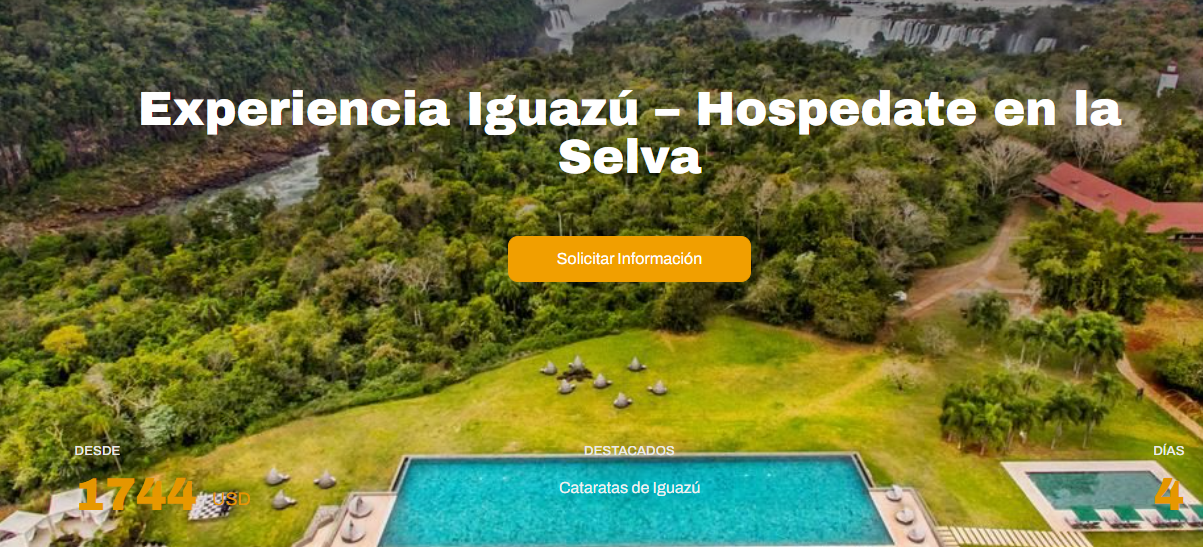 Experiencia Iguazú – Hospedate en la
Selva
Solicitar Información
DESDE
DESTACADOS
DÍAS
1744 USD
Cataratas de Iguazú
4